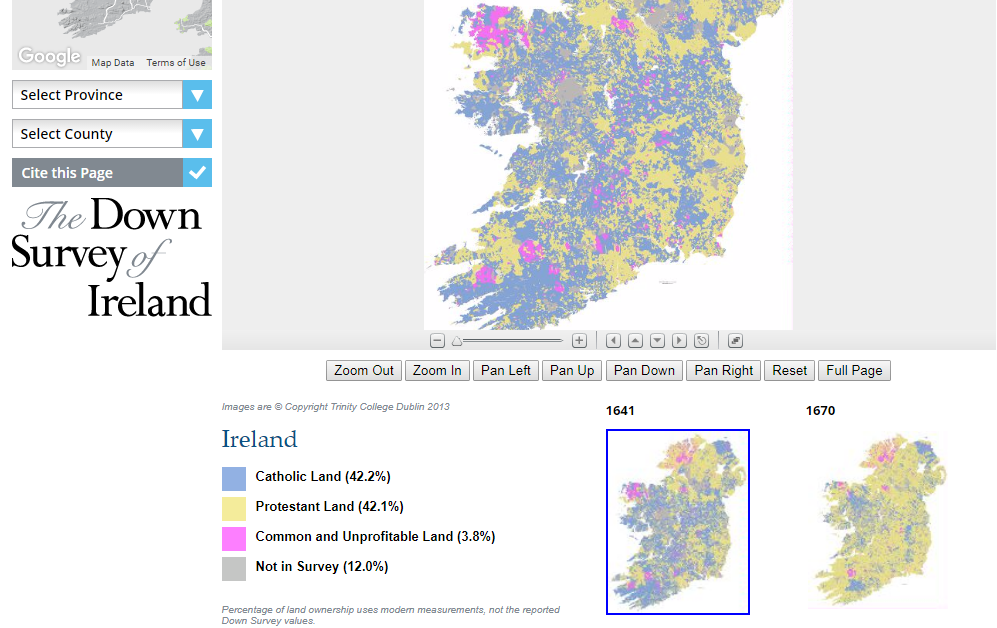 Google
Map Data
Terms of Use
Select Province
Select County
Cite this Page
The Down
Survey of
Ireland
Zoom Out
Zoom In
Pan Left
Pan Up
Pan Down
Pan Right
Reset
Full Page
Images are © Copyright Trinity College Dublin 2013
Ireland
Catholic Land (42.2%)
Protestant Land (42.1%)
Common and Unprofitable Land (3.8%)
Not in Survey (12.0%)
Percentage of land ownership uses modern measurements, not the reported
Down Survey values.
1641
1670